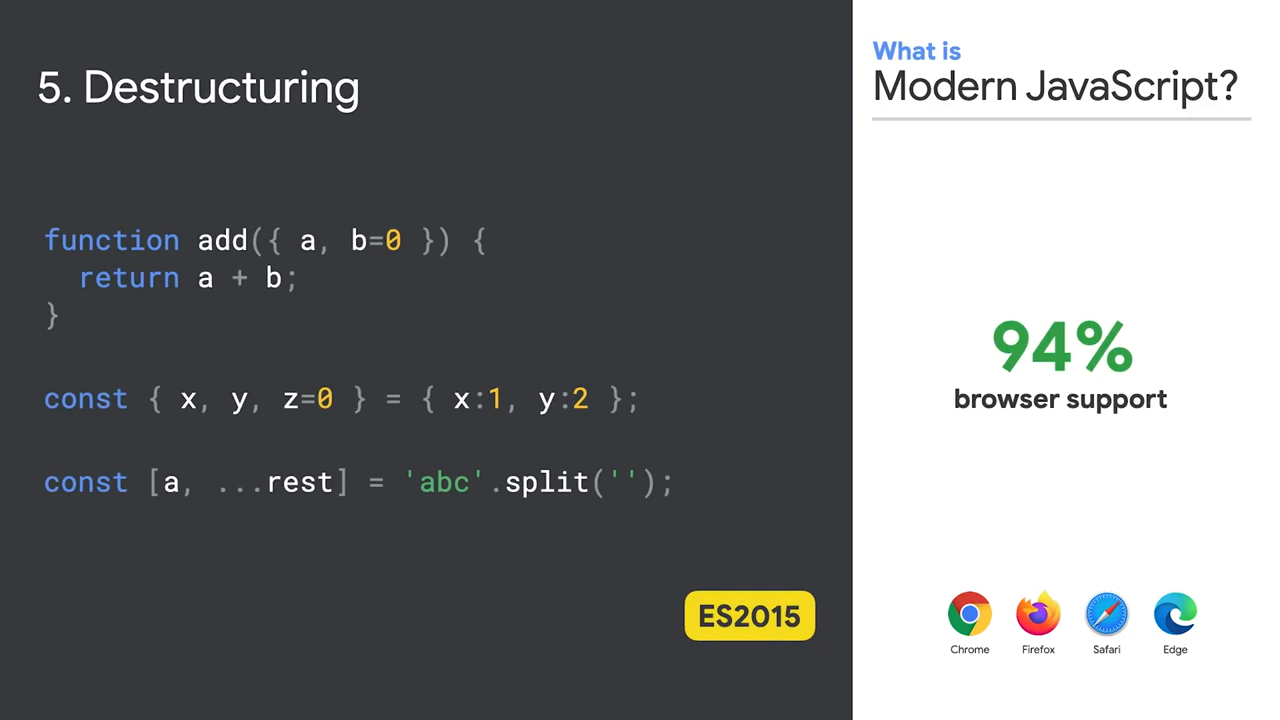 5. Destructuring
function add({ a, b=0 }) {
  return a + b;
}
const { x, y, z=0 } = { x:1, y:2 };
const [a, ...rest] = 'abc'.split('');
ES2015
What is
Modern JavaScript?
94%
browser support
Chrome
Firefox
Safari
Edge